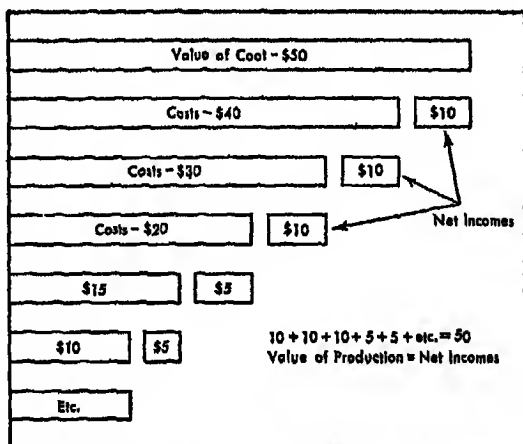 Value of Coat – $50
Costs – $40 $10
Costs – $30 $10
Net Incomes
Costs – $20 $10
$15 $5
10 + 10 + 10 + 5 + 5 + etc. = 50
$10 $5
Value of Production = Net Incomes
Etc.